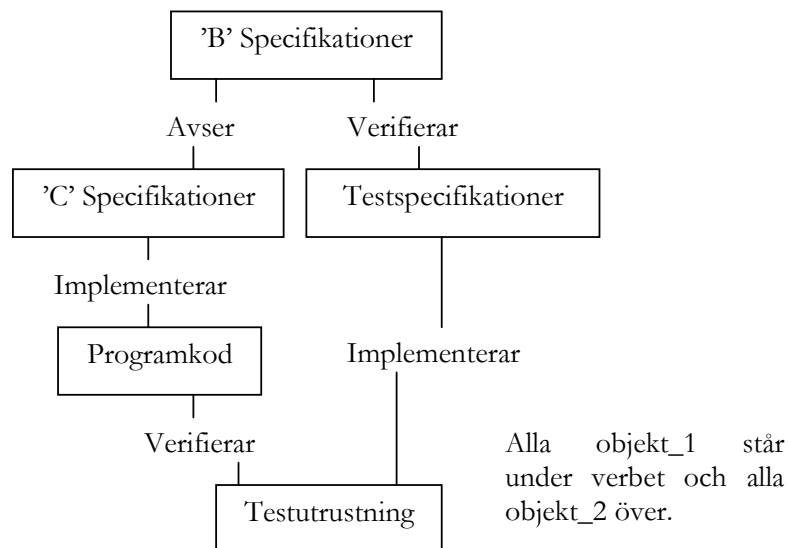 ’B’ Specifikationer
Avser
Verifierar
’C’ Specifikationer
Testspecifikationer
Implementerar
Programkod
Implementerar
Verifierar
Testutrustning
Alla objekt_1 står
under verbet och alla
objekt_2 över.